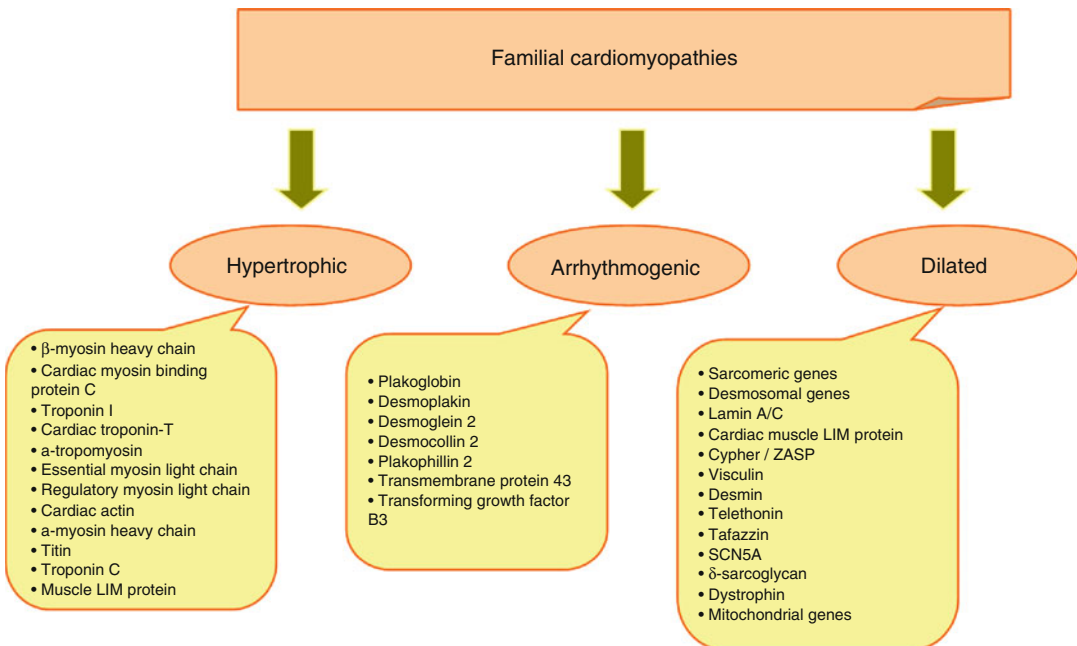 Familial cardiomyopathies
Hypertrophic
Arrhythmogenic
Dilated
• β-myosin heavy chain
• Cardiac myosin binding
protein C
• Troponin I
• Cardiac troponin-T
• a-tropomyosin
• Essential myosin light chain
• Regulatory myosin light chain
• Cardiac actin
• a-myosin heavy chain
• Titin
• Troponin C
• Muscle LIM protein
• Plakoglobin
• Desmoplakin
• Desmoglein 2
• Desmocollin 2
• Plakophillin 2
• Transmembrane protein 43
• Transforming growth factor
B3
• Sarcomeric genes
• Desmosomal genes
• Lamin A/C
• Cardiac muscle LIM protein
• Cypher / ZASP
• Visculin
• Desmin
• Telethonin
• Tafazzin
• SCN5A
• δ-sarcoglycan
• Dystrophin
• Mitochondrial genes